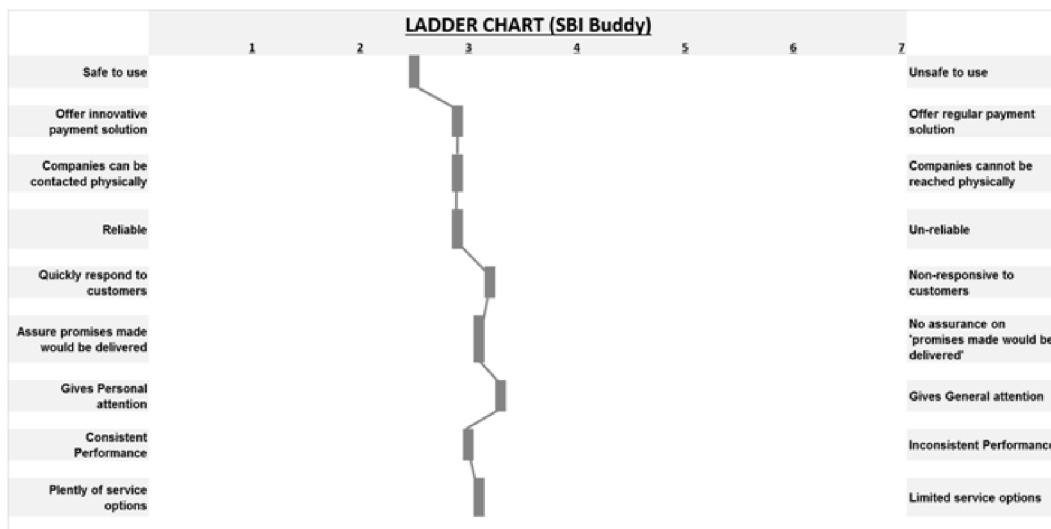 LADDER CHART (SBI Buddy)
1 2 3 4 5 6 7
Safe to use
Unsafe to use
Offer innovative
payment solution
Offer regular payment
solution
Companies can be
contacted physically
Companies cannot be
reached physically
Reliable
Un-reliable
Quickly respond to
customers
Non-responsive to
customers
Assure promises made
would be delivered
No assurance on
'promises made would be
delivered'
Gives Personal
attention
Gives General attention
Consistent
Performance
Inconsistent Performance
Plently of service
options
Limited service options